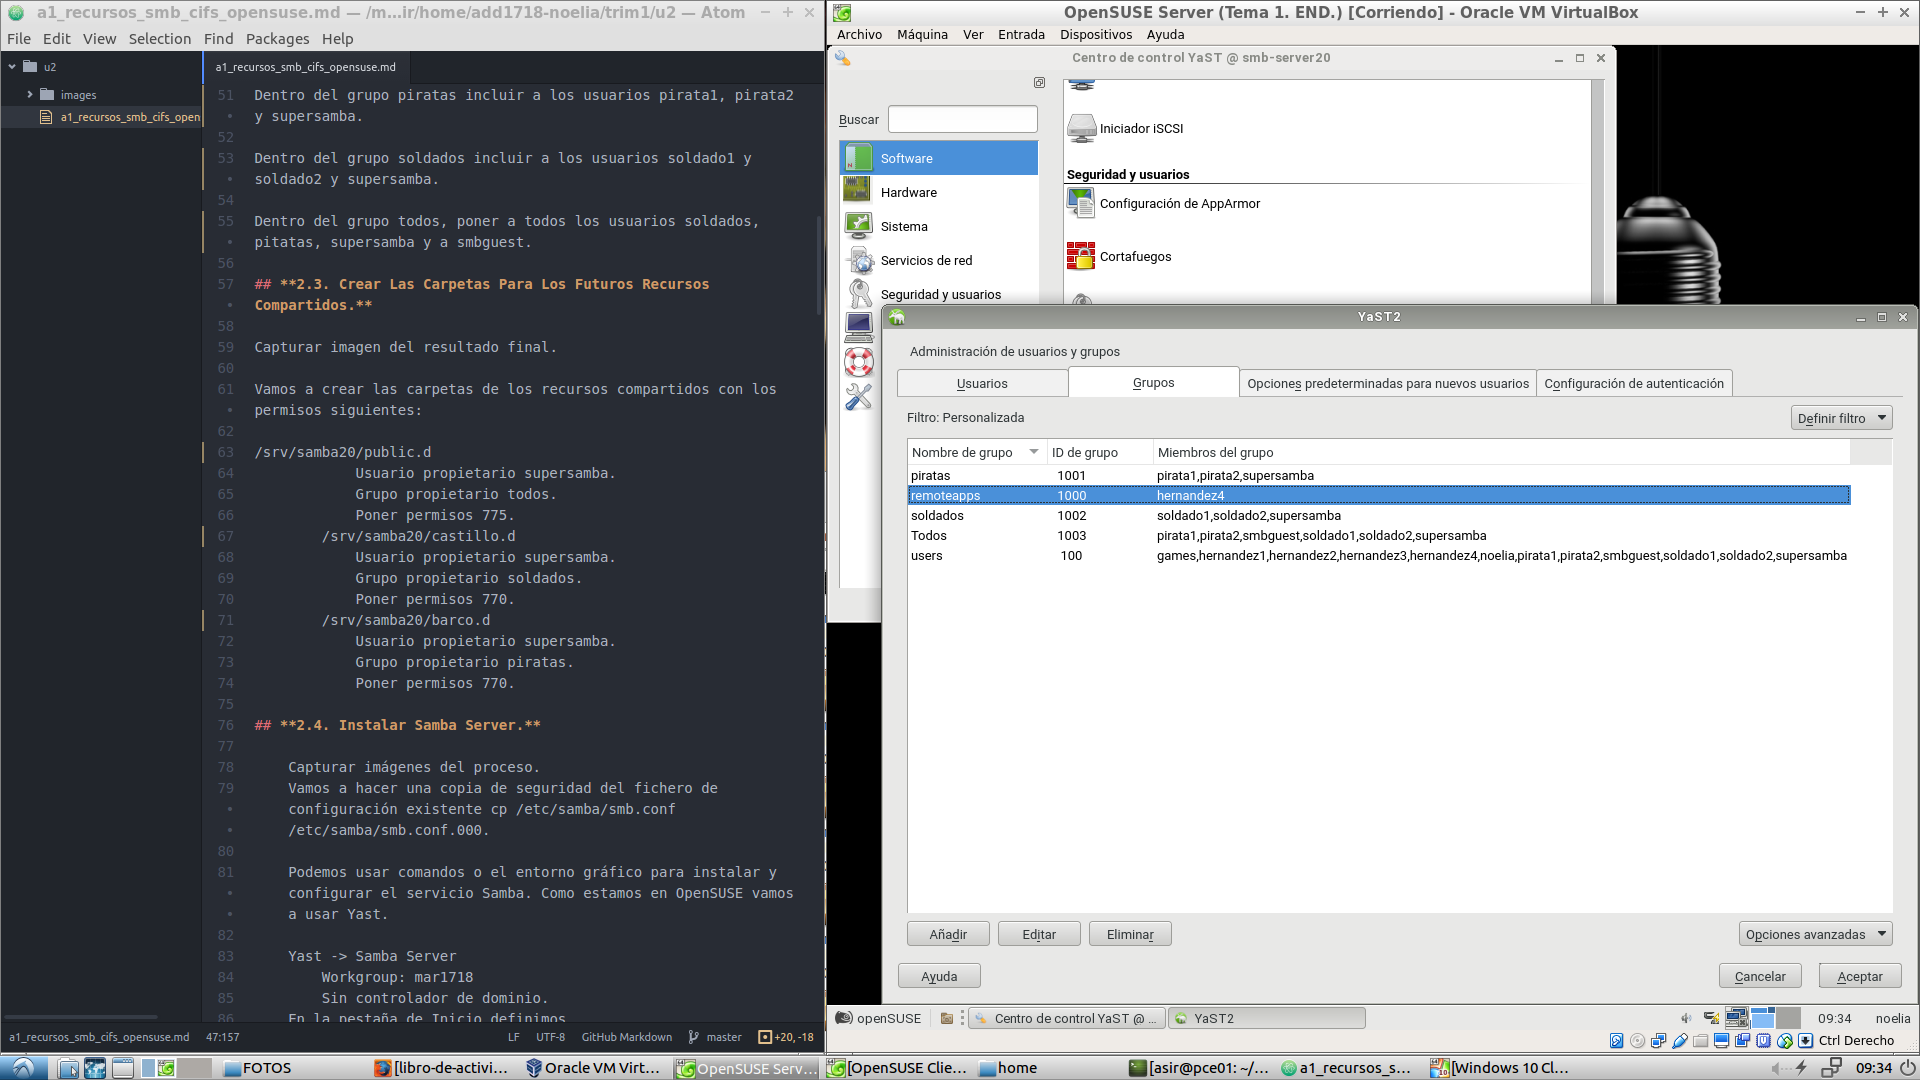 a1_recursos_smb_cifs_opensuse.md — /m...ir/home/add1718-noelia/trim1/u2 — Atom
File Edit View Selection Find Packages Help
u2
images
a1_recursos_smb_cifs_open
a1_recursos_smb_cifs_opensuse.md
51 Dentro del grupo piratas incluir a los usuarios pirata1, pirata2
y supersamba.
52
53 Dentro del grupo soldados incluir a los usuarios soldado1 y
soldado2 y supersamba.
54
55 Dentro del grupo todos, poner a todos los usuarios soldados,
pitatas, supersamba y a smbguest.
56
57 ## **2.3. Crear Las Carpetas Para Los Futuros Recursos
Compartidos.**
58
59 Capturar imagen del resultado final.
60
61 Vamos a crear las carpetas de los recursos compartidos con los
permisos siguientes:
62
63 /srv/samba20/public.d
64 Usuario propietario supersamba.
65 Grupo propietario todos.
66 Poner permisos 775.
67 /srv/samba20/castillo.d
68 Usuario propietario supersamba.
69 Grupo propietario soldados.
70 Poner permisos 770.
71 /srv/samba20/barco.d
72 Usuario propietario supersamba.
73 Grupo propietario piratas.
74 Poner permisos 770.
75
76 ## **2.4. Instalar Samba Server.**
77
78 Capturar imágenes del proceso.
79 Vamos a hacer una copia de seguridad del fichero de
configuración existente cp /etc/samba/smb.conf
/etc/samba/smb.conf.000.
80
81 Podemos usar comandos o el entorno gráfico para instalar y
configurar el servicio Samba. Como estamos en OpenSUSE vamos
a usar Yast.
82
83 Yast -> Samba Server
84 Workgroup: mar1718
85 Sin controlador de dominio.
86 En la pestaña de Inicio definimos
a1_recursos_smb_cifs_opensuse.md 47:157 LF UTF-8 GitHub Markdown master +20, -18
OpenSUSE Server (Tema 1. END.) [Corriendo] - Oracle VM VirtualBox
Archivo Máquina Ver Entrada Dispositivos Ayuda
Centro de control YaST @ smb-server20
Buscar
Software
Hardware
Sistema
Servicios de red
Seguridad y usuarios
Iniciador iSCSI
Seguridad y usuarios
Configuración de AppArmor
Cortafuegos
YaST2
Administración de usuarios y grupos
Usuarios Grupos Opciones predeterminadas para nuevos usuarios Configuración de autenticación
Filtro: Personalizada Definir filtro
Nombre de grupo ID de grupo Miembros del grupo
piratas 1001 pirata1,pirata2,supersamba
remoteapps 1000 hernandez4
soldados 1002 soldado1,soldado2,supersamba
Todos 1003 pirata1,pirata2,smbguest,soldado1,soldado2,supersamba
users 100 games,hernandez1,hernandez2,hernandez3,hernandez4,noelia,pirata1,pirata2,smbguest,soldado1,soldado2,supersamba
Añadir Editar Eliminar Opciones avanzadas
Ayuda Cancelar Aceptar
openSUSE Centro de control YaST @ ... YaST2 09:34 noelia
Ctrl Derecho
FOTOS [libro-de-activi... Oracle VM Virt... OpenSUSE Serv... [OpenSUSE Clie... home [asir@pce01: ~/... a1_recursos_s... [Windows 10 Cl... 09:34